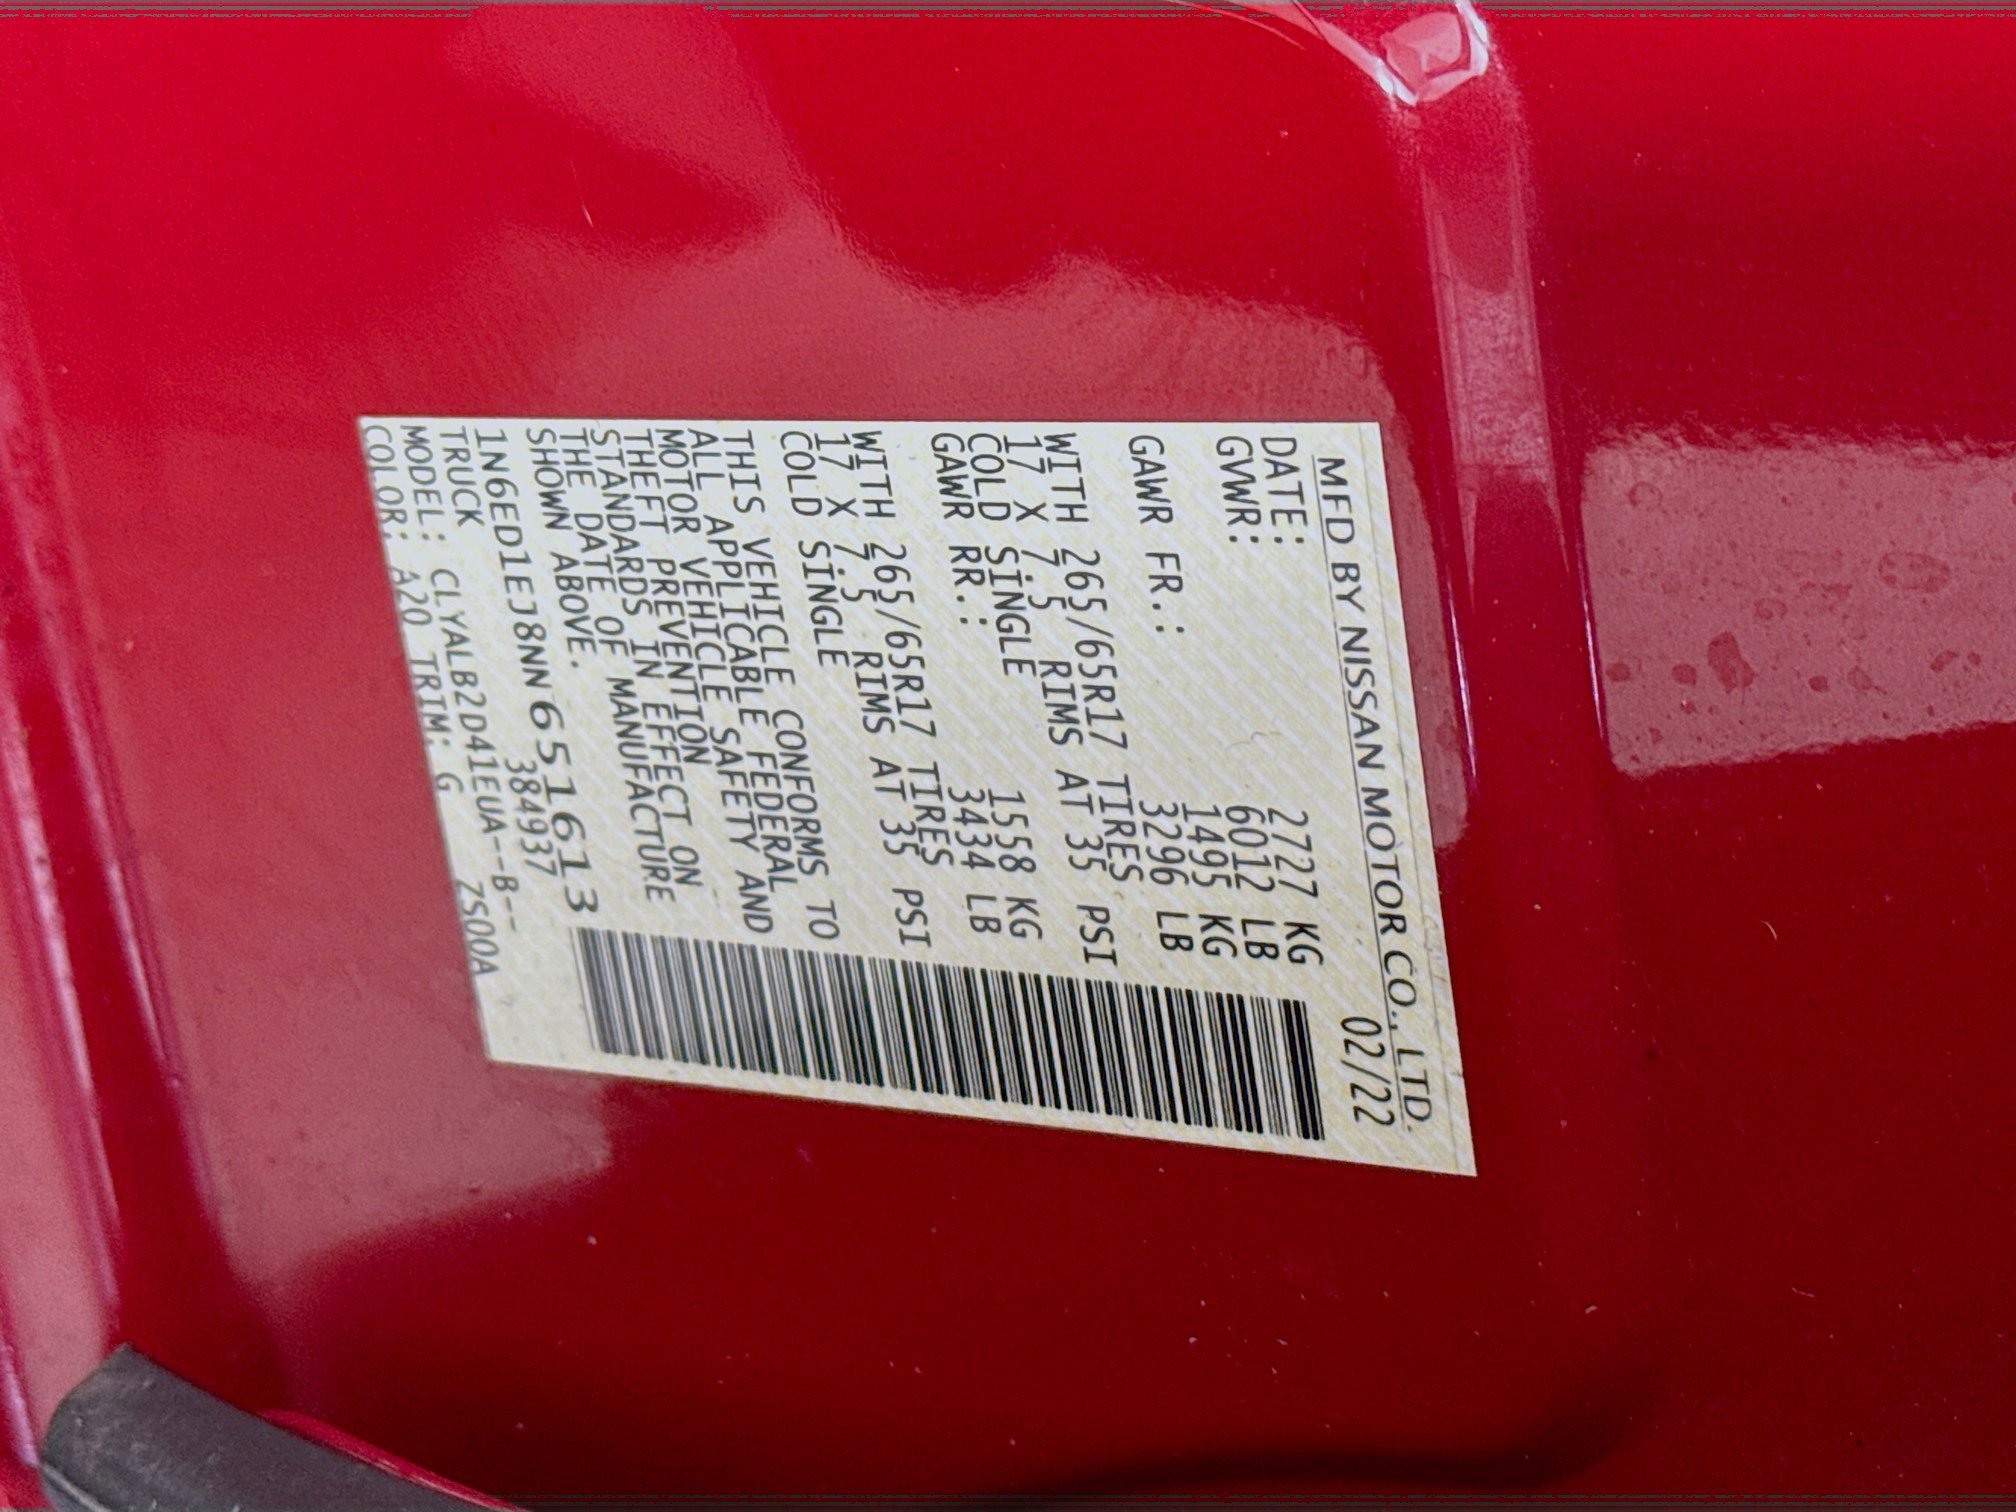 MFD BY NISSAN MOTOR CO., LTD.
DATE: 02/22
GVWR: 2727 KG
6012 LB
GAWR FR.: 1495 KG
3296 LB
WITH 265/65R17 TIRES
17 X 7.5 RIMS AT 35 PSI
COLD SINGLE
GAWR RR.: 1558 KG
3434 LB
WITH 265/65R17 TIRES
17 X 7.5 RIMS AT 35 PSI
COLD SINGLE
THIS VEHICLE CONFORMS TO
ALL APPLICABLE FEDERAL
MOTOR VEHICLE SAFETY AND
THEFT PREVENTION
STANDARDS IN EFFECT ON
THE DATE OF MANUFACTURE
SHOWN ABOVE.
1N6ED1EJ8NN651613
TRUCK 384937
MODEL: CLYALB2D41EUA--B--
COLOR: A20 TRIM: G ZS00A